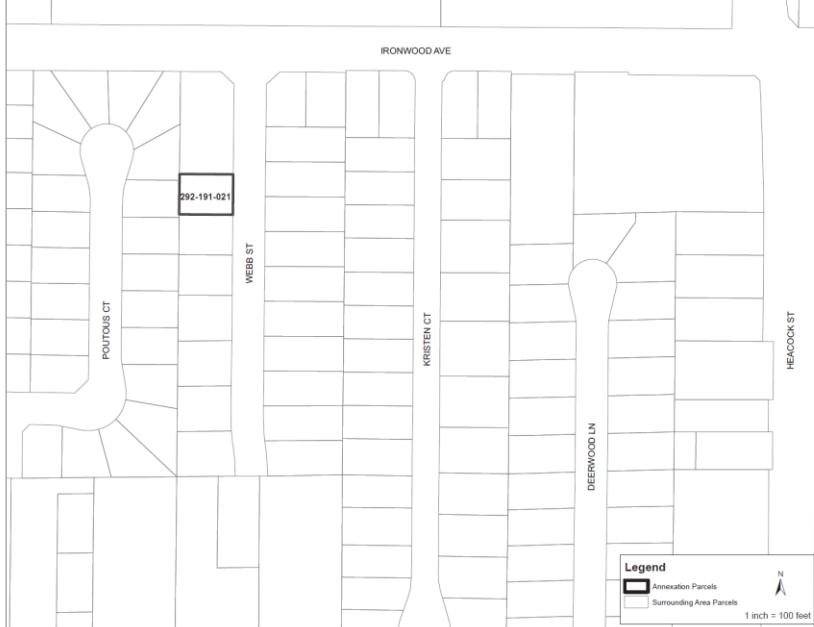 IRONWOOD AVE
292-191-021
WEBB ST
POUTOUS CT
KRISTEN CT
HEACOCK ST
DEERWOOD LN
Legend
Annexation Parcels
Surrounding Area Parcels
N
1 inch = 100 feet